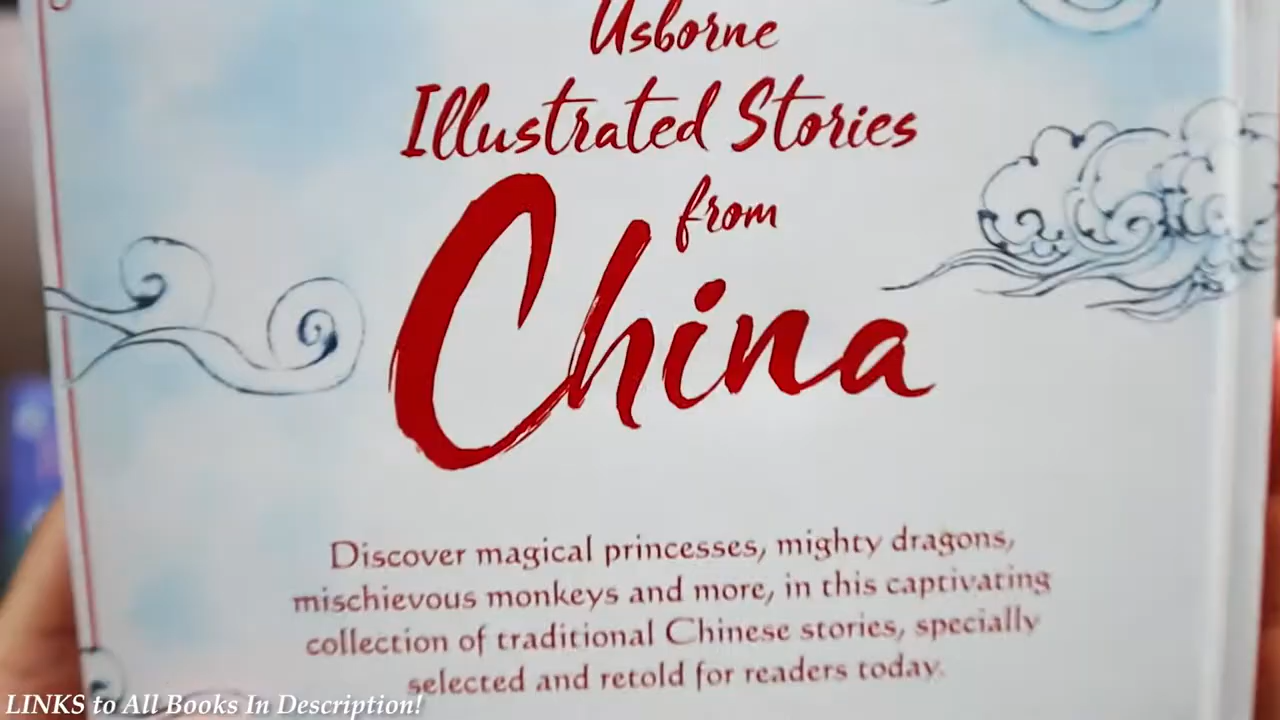 Usborne
Illustrated Stories
from
China
Discover magical princesses, mighty dragons,
mischievous monkeys and more, in this captivating
collection of traditional Chinese stories, specially
selected and retold for readers today.
LINKS to All Books In Description!